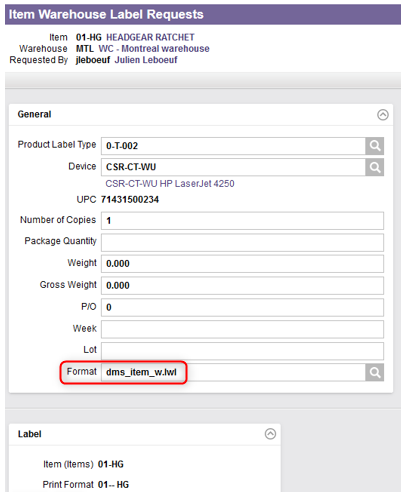 Item Warehouse Label Requests
Item 01-HG HEADGEAR RATCHET
Warehouse MTL WC - Montreal warehouse
Requested By jleboeuf Julien Leboeuf
General
Product Label Type 0-T-002
Device CSR-CT-WU
CSR-CT-WU HP LaserJet 4250
UPC 71431500234
Number of Copies 1
Package Quantity
Weight 0.000
Gross Weight 0.000
P/O 0
Week
Lot
Format dms_item_w.lwl
Label
Item (Items) 01-HG
Print Format 01-- HG